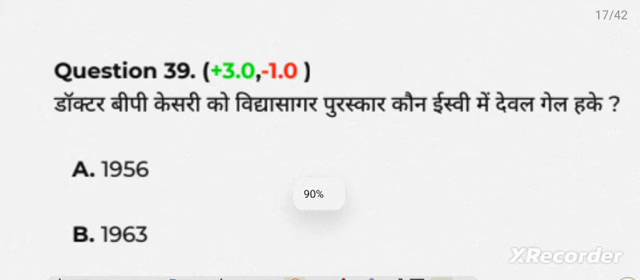 17/42
Question 39. (+3.0,-1.0 )
डॉक्टर बीपी केसरी को विद्यासागर पुरस्कार कौन ईस्वी में देवल गेल हके ?
A. 1956
90%
B. 1963
XRecorder